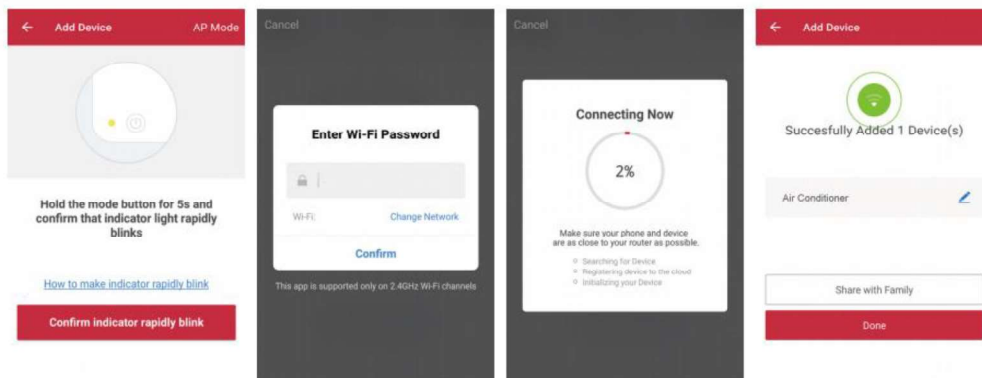 Add Device
AP Mode
Hold the mode button for 5s and
confirm that indicator light rapidly
blinks
How to make indicator rapidly blink
Confirm indicator rapidly blink
Cancel
Enter Wi-Fi Password
Wi-Fi:
Change Network
Confirm
This app is supported only on 2.4GHz Wi-Fi channels
Cancel
Connecting Now
2%
Make sure your phone and device
are as close to your router as possible.
Searching for Device
Registering device to the cloud
Initializing your Device
Add Device
Succesfully Added 1 Device(s)
Air Conditioner
Share with Family
Done